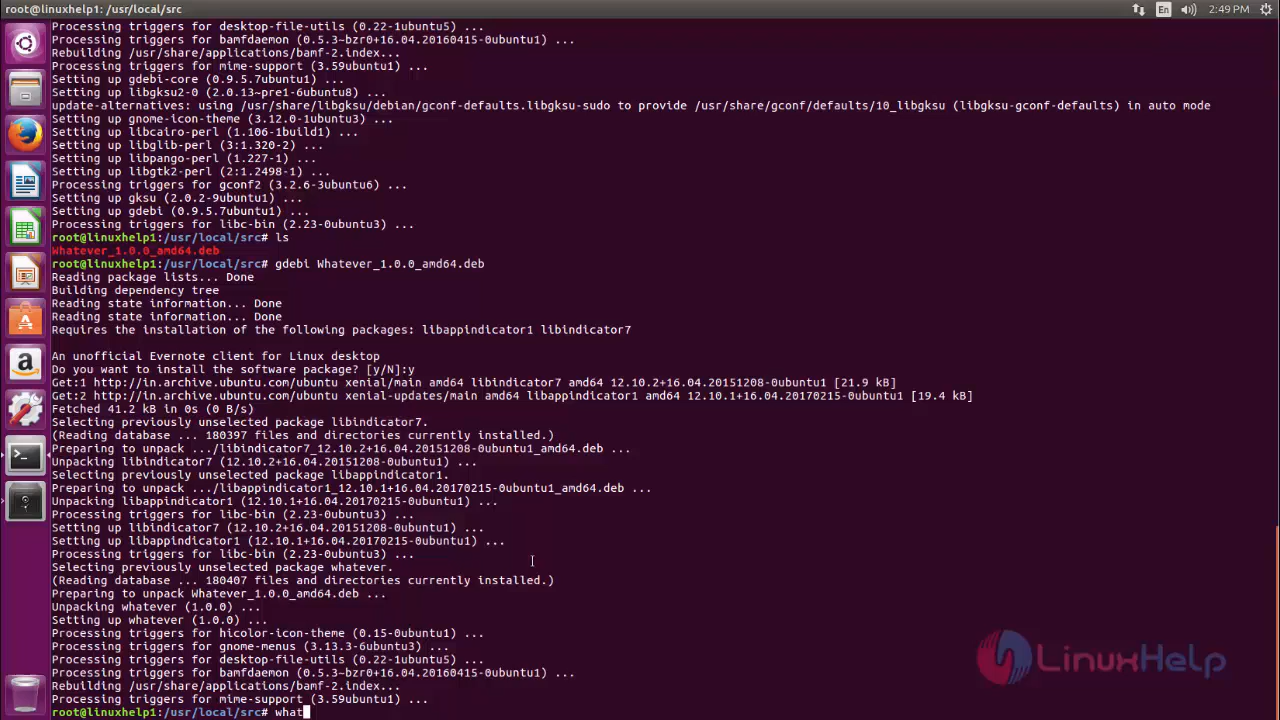 root@linuxhelp1: /usr/local/src
En
2:49 PM
Processing triggers for desktop-file-utils (0.22-1ubuntu5) ...
Processing triggers for bamfdaemon (0.5.3~bzr0+16.04.20160415-0ubuntu1) ...
Rebuilding /usr/share/applications/bamf-2.index...
Processing triggers for mime-support (3.59ubuntu1) ...
Setting up gdebi-core (0.9.5.7ubuntu1) ...
Setting up libgksu2-0 (2.0.13~pre1-6ubuntu8) ...
update-alternatives: using /usr/share/libgksu/debian/gconf-defaults.libgksu-sudo to provide /usr/share/gconf/defaults/10_libgksu (libgksu-gconf-defaults) in auto mode
Setting up gnome-icon-theme (3.12.0-1ubuntu3) ...
Setting up libcairo-perl (1.106-1build1) ...
Setting up libglib-perl (3:1.320-2) ...
Setting up libpango-perl (1.227-1) ...
Setting up libgtk2-perl (2:1.2498-1) ...
Processing triggers for gconf2 (3.2.6-3ubuntu6) ...
Setting up gksu (2.0.2-9ubuntu1) ...
Setting up gdebi (0.9.5.7ubuntu1) ...
Processing triggers for libc-bin (2.23-0ubuntu3) ...
root@linuxhelp1:/usr/local/src# ls
Whatever_1.0.0_amd64.deb
root@linuxhelp1:/usr/local/src# gdebi Whatever_1.0.0_amd64.deb
Reading package lists... Done
Building dependency tree
Reading state information... Done
Reading state information... Done
Requires the installation of the following packages: libappindicator1 libindicator7
An unofficial Evernote client for Linux desktop
Do you want to install the software package? [y/N]:y
Get:1 http://in.archive.ubuntu.com/ubuntu xenial/main amd64 libindicator7 amd64 12.10.2+16.04.20151208-0ubuntu1 [21.9 kB]
Get:2 http://in.archive.ubuntu.com/ubuntu xenial-updates/main amd64 libappindicator1 amd64 12.10.1+16.04.20170215-0ubuntu1 [19.4 kB]
Fetched 41.2 kB in 0s (0 B/s)
Selecting previously unselected package libindicator7.
(Reading database ... 180397 files and directories currently installed.)
Preparing to unpack .../libindicator7_12.10.2+16.04.20151208-0ubuntu1_amd64.deb ...
Unpacking libindicator7 (12.10.2+16.04.20151208-0ubuntu1) ...
Selecting previously unselected package libappindicator1.
Preparing to unpack .../libappindicator1_12.10.1+16.04.20170215-0ubuntu1_amd64.deb ...
Unpacking libappindicator1 (12.10.1+16.04.20170215-0ubuntu1) ...
Processing triggers for libc-bin (2.23-0ubuntu3) ...
Setting up libindicator7 (12.10.2+16.04.20151208-0ubuntu1) ...
Setting up libappindicator1 (12.10.1+16.04.20170215-0ubuntu1) ...
Processing triggers for libc-bin (2.23-0ubuntu3) ...
Selecting previously unselected package whatever.
(Reading database ... 180407 files and directories currently installed.)
Preparing to unpack Whatever_1.0.0_amd64.deb ...
Unpacking whatever (1.0.0) ...
Setting up whatever (1.0.0) ...
Processing triggers for hicolor-icon-theme (0.15-0ubuntu1) ...
Processing triggers for gnome-menus (3.13.3-6ubuntu3) ...
Processing triggers for desktop-file-utils (0.22-1ubuntu5) ...
Processing triggers for bamfdaemon (0.5.3~bzr0+16.04.20160415-0ubuntu1) ...
Rebuilding /usr/share/applications/bamf-2.index...
Processing triggers for mime-support (3.59ubuntu1) ...
root@linuxhelp1:/usr/local/src# what
LinuxHelp